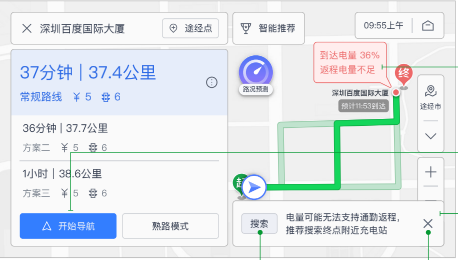 深圳百度国际大厦
途经点
智能推荐
09:55上午
37分钟 | 37.4公里
常规路线 ¥ 5 6
36分钟 | 37.7公里
方案二 ¥ 5 6
1小时 | 38.6公里
方案三 ¥ 5 6
开始导航
熟路模式
路况预测
到达电量 36%
返程电量不足
终
深圳百度国际大厦
预计11:53到达
途经市
搜索
电量可能无法支持通勤返程，
推荐搜索终点附近充电站